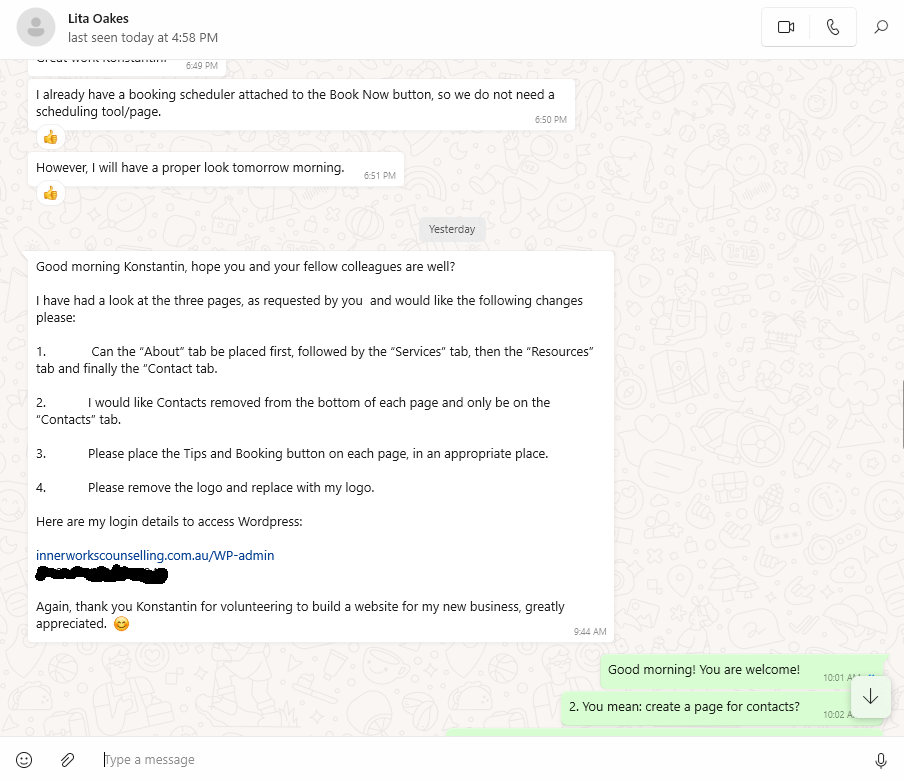 Lita Oakes
last seen today at 4:58 PM
Great work Konstantin!
6:49 PM
I already have a booking scheduler attached to the Book Now button, so we do not need a
scheduling tool/page.
6:50 PM
However, I will have a proper look tomorrow morning.
6:51 PM
Yesterday
Good morning Konstantin, hope you and your fellow colleagues are well?
I have had a look at the three pages, as requested by you  and would like the following changes
please:
1. Can the “About” tab be placed first, followed by the “Services” tab, then the “Resources”
tab and finally the “Contact tab.
2. I would like Contacts removed from the bottom of each page and only be on the
“Contacts” tab.
3. Please place the Tips and Booking button on each page, in an appropriate place.
4. Please remove the logo and replace with my logo.
Here are my login details to access Wordpress:
innerworkscounselling.com.au/WP-admin
Again, thank you Konstantin for volunteering to build a website for my new business, greatly
appreciated. 😊
9:44 AM
Good morning! You are welcome!
10:01 A
2. You mean: create a page for contacts?
10:02 A
Type a message